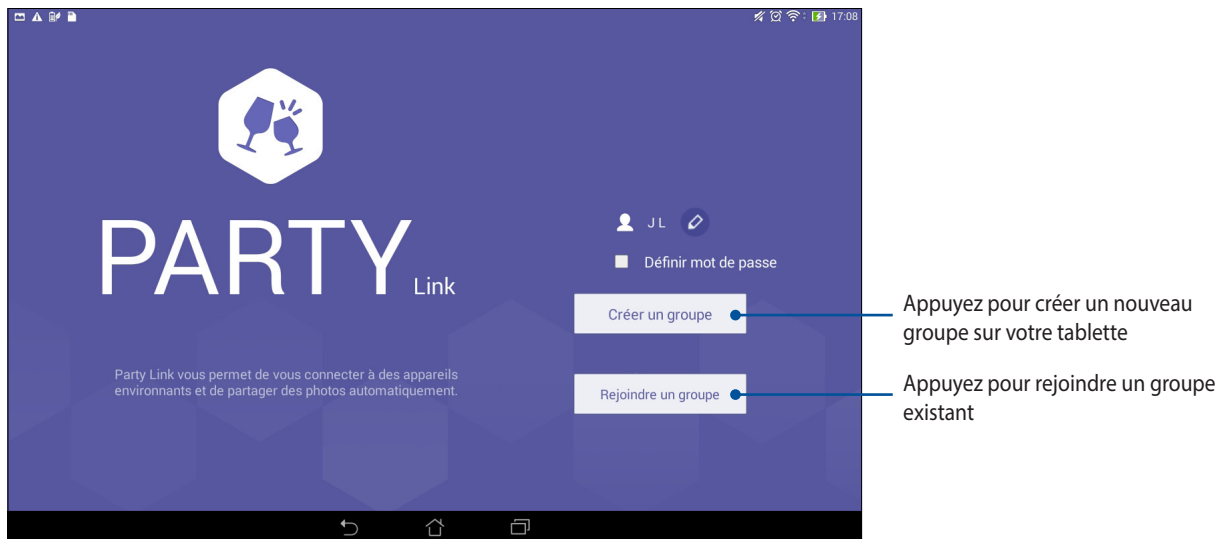 17:08
PARTY
Link
J L
Définir mot de passe
Créer un groupe
Appuyez pour créer un nouveau
groupe sur votre tablette
Party Link vous permet de vous connecter à des appareils
environnants et de partager des photos automatiquement.
Rejoindre un groupe
Appuyez pour rejoindre un groupe
existant